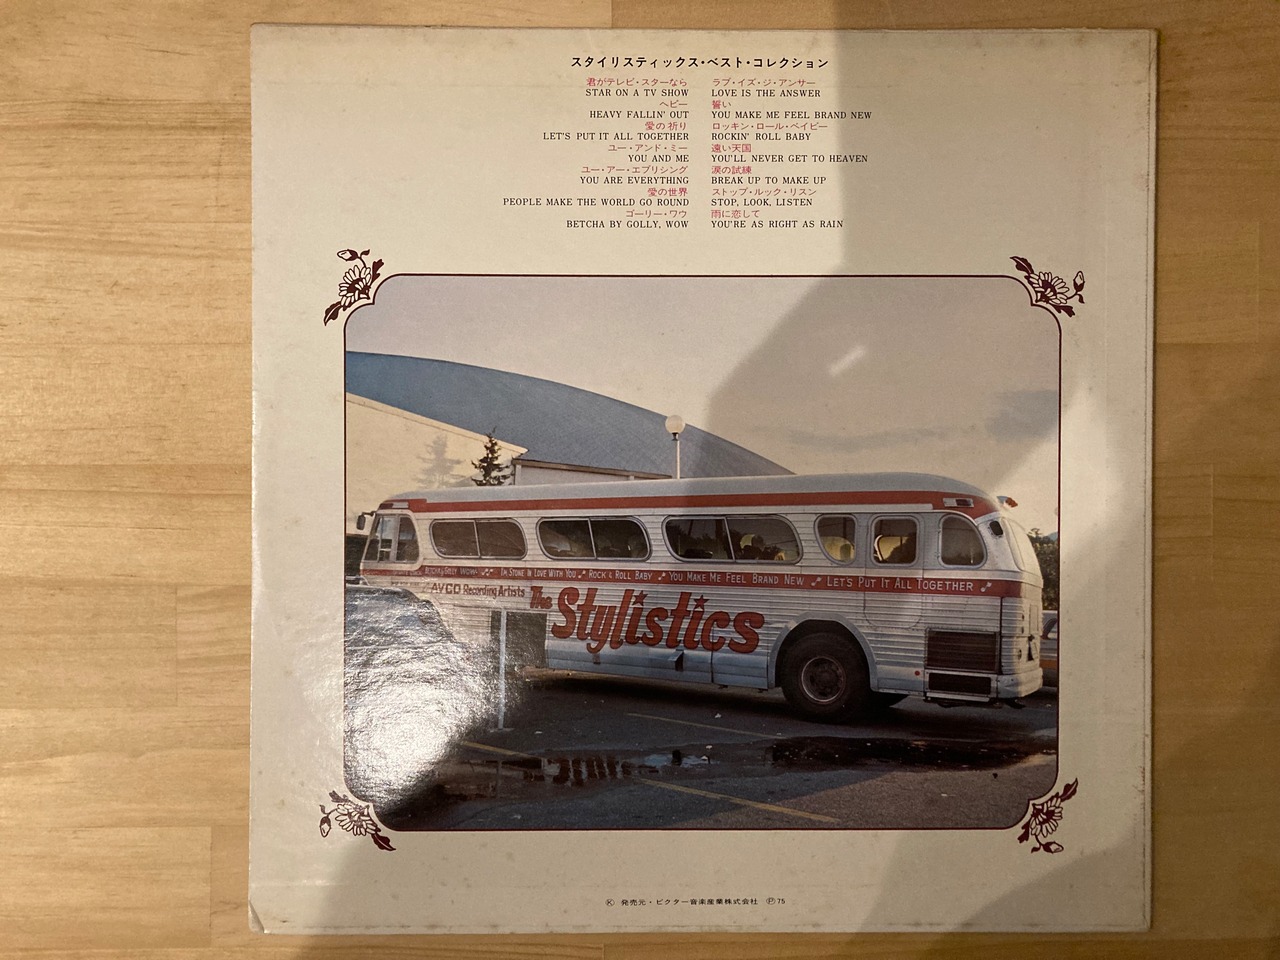 スタイリスティックス・ベスト・コレクション
君がテレビ・スターなら
STAR ON A TV SHOW
ヘビー
HEAVY FALLIN' OUT
愛の祈り
LET'S PUT IT ALL TOGETHER
ユー・アンド・ミー
YOU AND ME
ユー・アー・エブリシング
YOU ARE EVERYTHING
愛の世界
PEOPLE MAKE THE WORLD GO ROUND
ゴーリー・ワウ
BETCHA BY GOLLY, WOW
ラブ・イズ・ジ・アンサー
LOVE IS THE ANSWER
誓い
YOU MAKE ME FEEL BRAND NEW
ロッキン・ロール・ベイビー
ROCKIN' ROLL BABY
遠い天国
YOU'LL NEVER GET TO HEAVEN
涙の試練
BREAK UP TO MAKE UP
ストップ・ルック・リスン
STOP, LOOK, LISTEN
雨に恋して
YOU'RE AS RIGHT AS RAIN
BETCHA GOLLY WOW I'M STONE IN LOVE WITH YOU ROCK & ROLL BABY YOU MAKE ME FEEL BRAND NEW LET'S PUT IT ALL TOGETHER
AVCO Recording Artists The Stylistics
Ⓚ 発売元・ビクター音楽産業株式会社 Ⓟ75